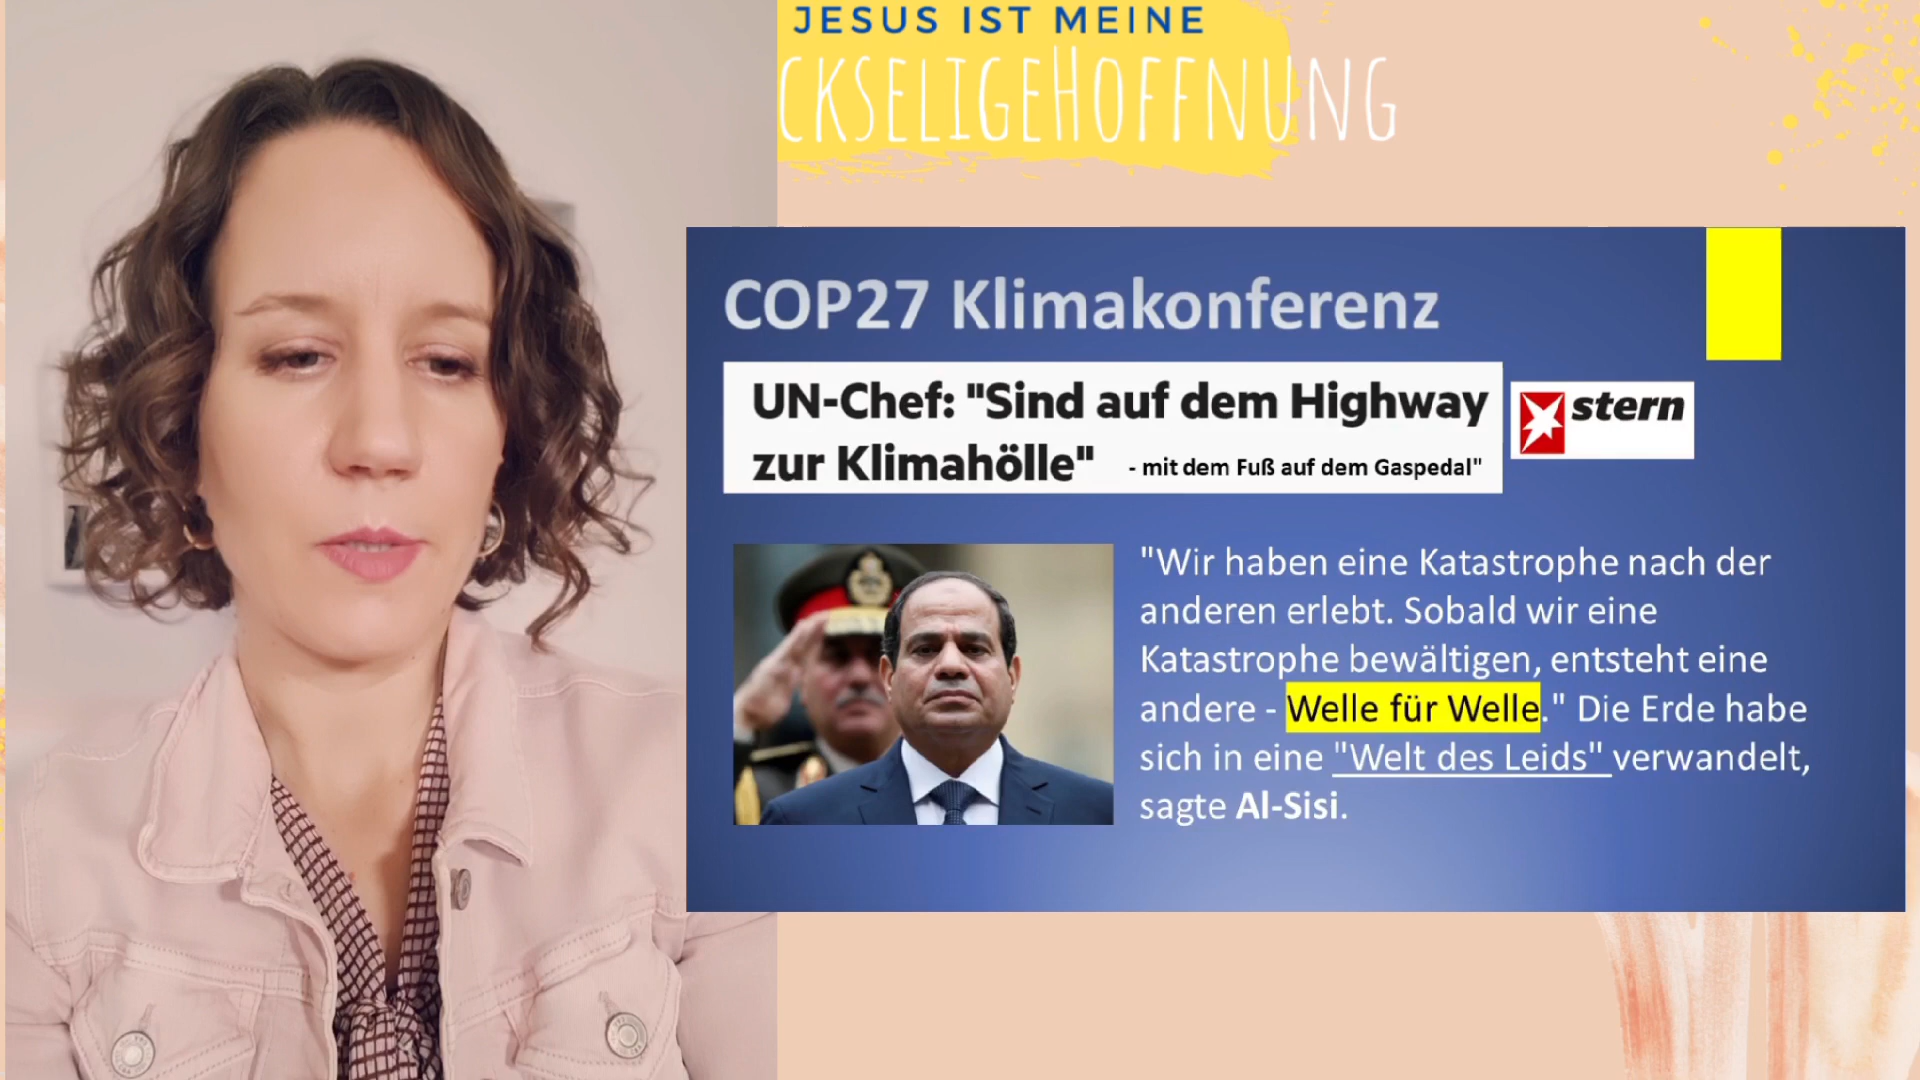 JESUS IST MEINE
CKSELIGEHOFFNUNG
COP27 Klimakonferenz
UN-Chef: "Sind auf dem Highway
zur Klimahölle" - mit dem Fuß auf dem Gaspedal"
stern
"Wir haben eine Katastrophe nach der
anderen erlebt. Sobald wir eine
Katastrophe bewältigen, entsteht eine
andere - Welle für Welle." Die Erde habe
sich in eine "Welt des Leids" verwandelt,
sagte Al-Sisi.